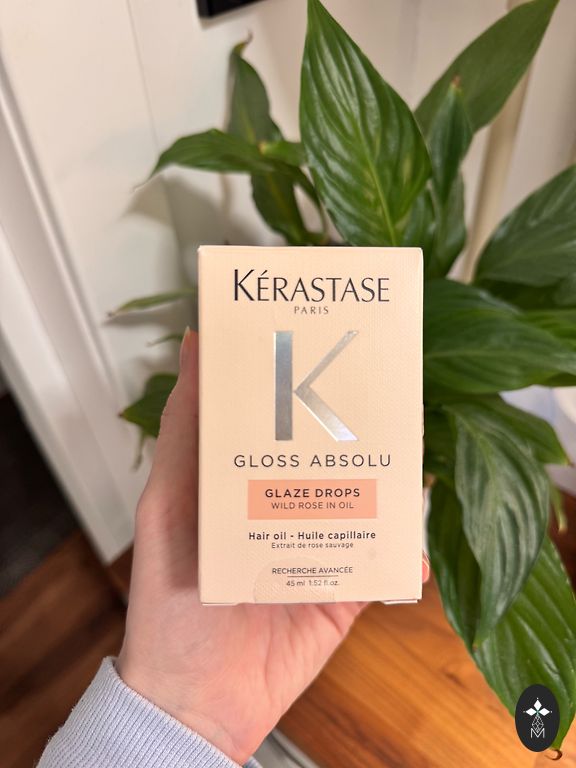 KÉRASTASE
PARIS
K
GLOSS ABSOLU
GLAZE DROPS
WILD ROSE IN OIL
Hair oil - Huile capillaire
Extrait de rose sauvage
RECHERCHE AVANCÉE
45 ml 1.52 fl.oz.
M